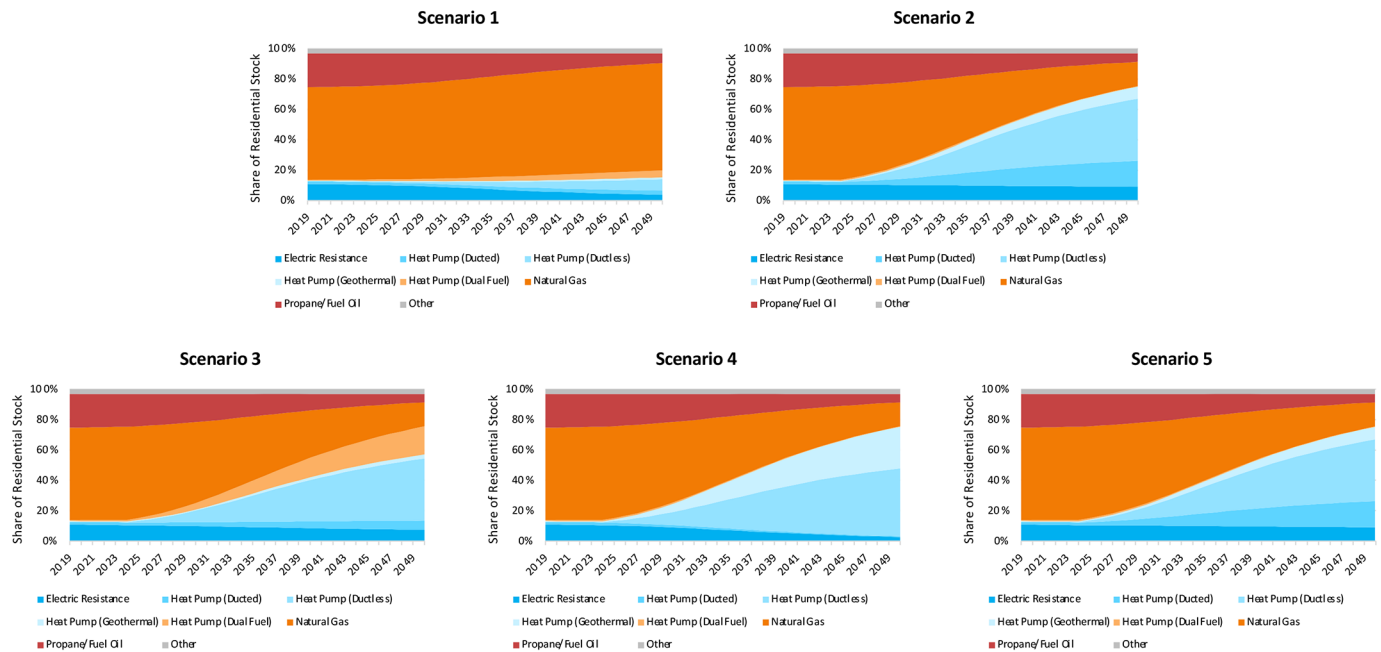 Scenario 1
Share of Residential Stock
100%
80%
60%
40%
20%
0%
2019 2021 2023 2025 2027 2029 2031 2033 2035 2037 2039 2041 2043 2045 2047 2049
Electric Resistance Heat Pump (Ducted) Heat Pump (Ductless)
Heat Pump (Geothermal) Heat Pump (Dual Fuel) Natural Gas
Propane/Fuel Oil Other
Scenario 2
Share of Residential Stock
100%
80%
60%
40%
20%
0%
2019 2021 2023 2025 2027 2029 2031 2033 2035 2037 2039 2041 2043 2045 2047 2049
Electric Resistance Heat Pump (Ducted) Heat Pump (Ductless)
Heat Pump (Geothermal) Heat Pump (Dual Fuel) Natural Gas
Propane/Fuel Oil Other
Scenario 3
Share of Residential Stock
100%
80%
60%
40%
20%
0%
2019 2021 2023 2025 2027 2029 2031 2033 2035 2037 2039 2041 2043 2045 2047 2049
Electric Resistance Heat Pump (Ducted) Heat Pump (Ductless)
Heat Pump (Geothermal) Heat Pump (Dual Fuel) Natural Gas
Propane/Fuel Oil Other
Scenario 4
Share of Residential Stock
100%
80%
60%
40%
20%
0%
2019 2021 2023 2025 2027 2029 2031 2033 2035 2037 2039 2041 2043 2045 2047 2049
Electric Resistance Heat Pump (Ducted) Heat Pump (Ductless)
Heat Pump (Geothermal) Heat Pump (Dual Fuel) Natural Gas
Propane/Fuel Oil Other
Scenario 5
Share of Residential Stock
100%
80%
60%
40%
20%
0%
2019 2021 2023 2025 2027 2029 2031 2033 2035 2037 2039 2041 2043 2045 2047 2049
Electric Resistance Heat Pump (Ducted) Heat Pump (Ductless)
Heat Pump (Geothermal) Heat Pump (Dual Fuel) Natural Gas
Propane/Fuel Oil Other